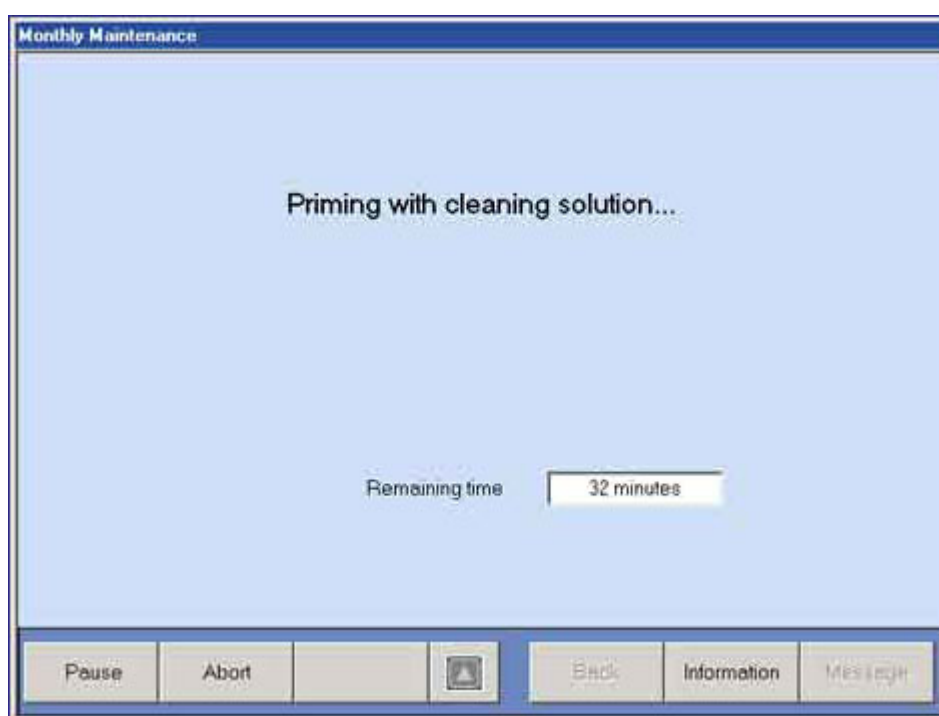 Monthly Maintenance
Priming with cleaning solution...
Remaining time 32 minutes
Pause Abort Back Information Message